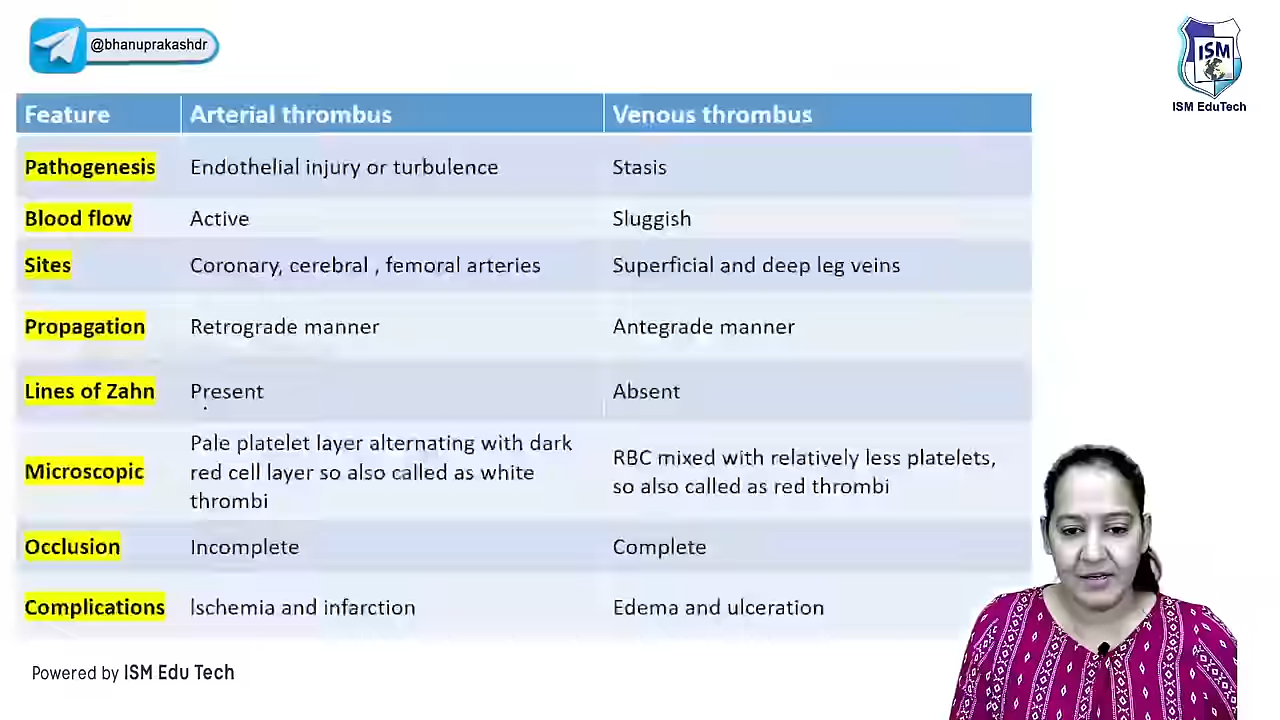 @bhanuprakashdr
ISM
ISM EduTech
Feature Arterial thrombus Venous thrombus
Pathogenesis Endothelial injury or turbulence Stasis
Blood flow Active Sluggish
Sites Coronary, cerebral , femoral arteries Superficial and deep leg veins
Propagation Retrograde manner Antegrade manner
Lines of Zahn Present Absent
Microscopic
Pale platelet layer alternating with dark
red cell layer so also called as white
thrombi
RBC mixed with relatively less platelets,
so also called as red thrombi
Occlusion Incomplete Complete
Complications Ischemia and infarction Edema and ulceration
Powered by ISM Edu Tech